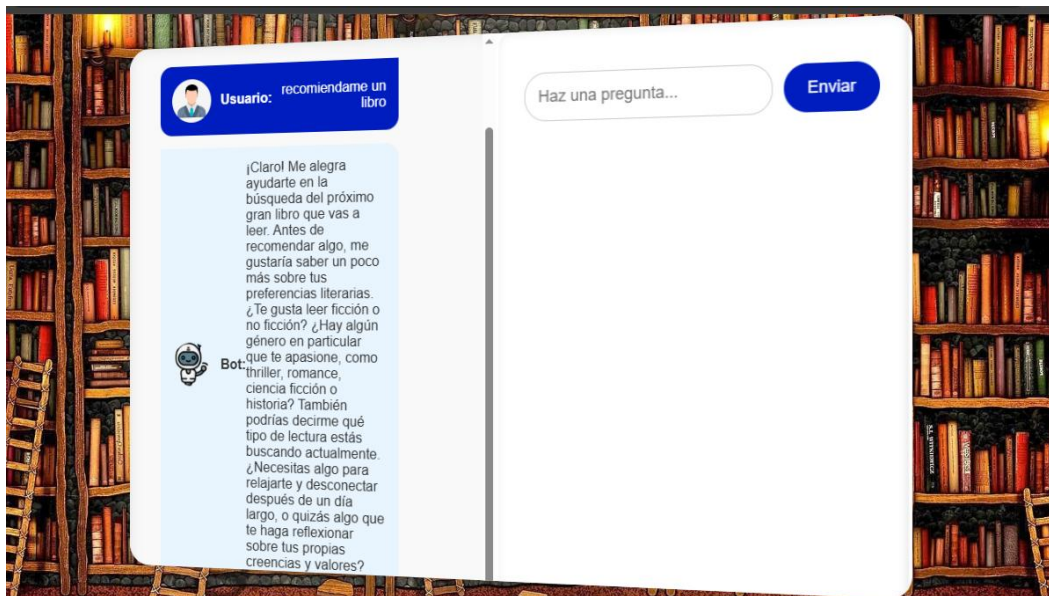 Usuario:
recomiendame un
libro
¡Claro! Me alegra
ayudarte en la
búsqueda del próximo
gran libro que vas a
leer. Antes de
recomendar algo, me
gustaría saber un poco
más sobre tus
preferencias literarias.
¿Te gusta leer ficción o
no ficción? ¿Hay algún
género en particular
que te apasione, como
Bot:
thriller, romance,
ciencia ficción o
historia? También
podrías decirme qué
tipo de lectura estás
buscando actualmente.
¿Necesitas algo para
relajarte y desconectar
después de un día
largo, o quizás algo que
te haga reflexionar
sobre tus propias
creencias y valores?
Haz una pregunta...
Enviar